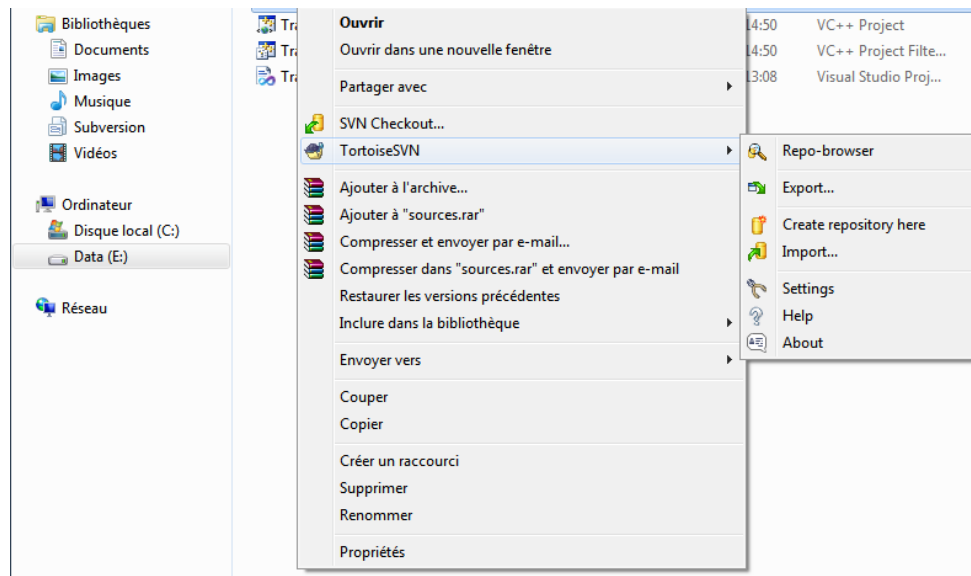 Bibliothèques
Documents
Images
Musique
Subversion
Vidéos
Ordinateur
Disque local (C:)
Data (E:)
Réseau
Tra
Tra
Tra
Ouvrir
Ouvrir dans une nouvelle fenêtre
Partager avec
SVN Checkout...
TortoiseSVN
Ajouter à l'archive...
Ajouter à "sources.rar"
Compresser et envoyer par e-mail...
Compresser dans "sources.rar" et envoyer par e-mail
Restaurer les versions précédentes
Inclure dans la bibliothèque
Envoyer vers
Couper
Copier
Créer un raccourci
Supprimer
Renommer
Propriétés
14:50 VC++ Project
14:50 VC++ Project Filte...
13:08 Visual Studio Proj...
Repo-browser
Export...
Create repository here
Import...
Settings
Help
About